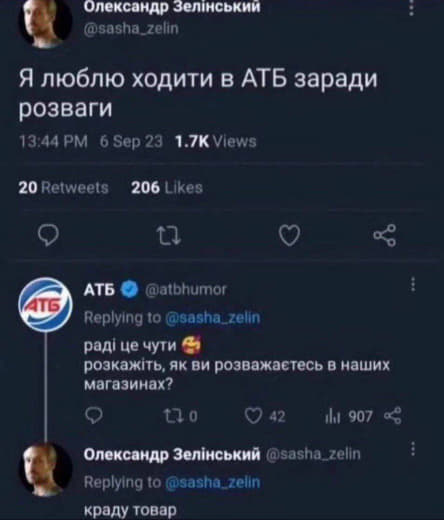 Олександр Зелінський
@sasha_zelin
Я люблю ходити в АТБ заради
розваги
13:44 PM 6 Sep 23 1.7K Views
20 Retweets 206 Likes
АТБ @atbhumor
АТБ
Replying to @sasha_zelin
раді це чути 🥰
розкажіть, як ви розважаєтесь в наших
магазинах?
0 42 907
Олександр Зелінський @sasha_zelin
Replying to @sasha_zelin
краду товар